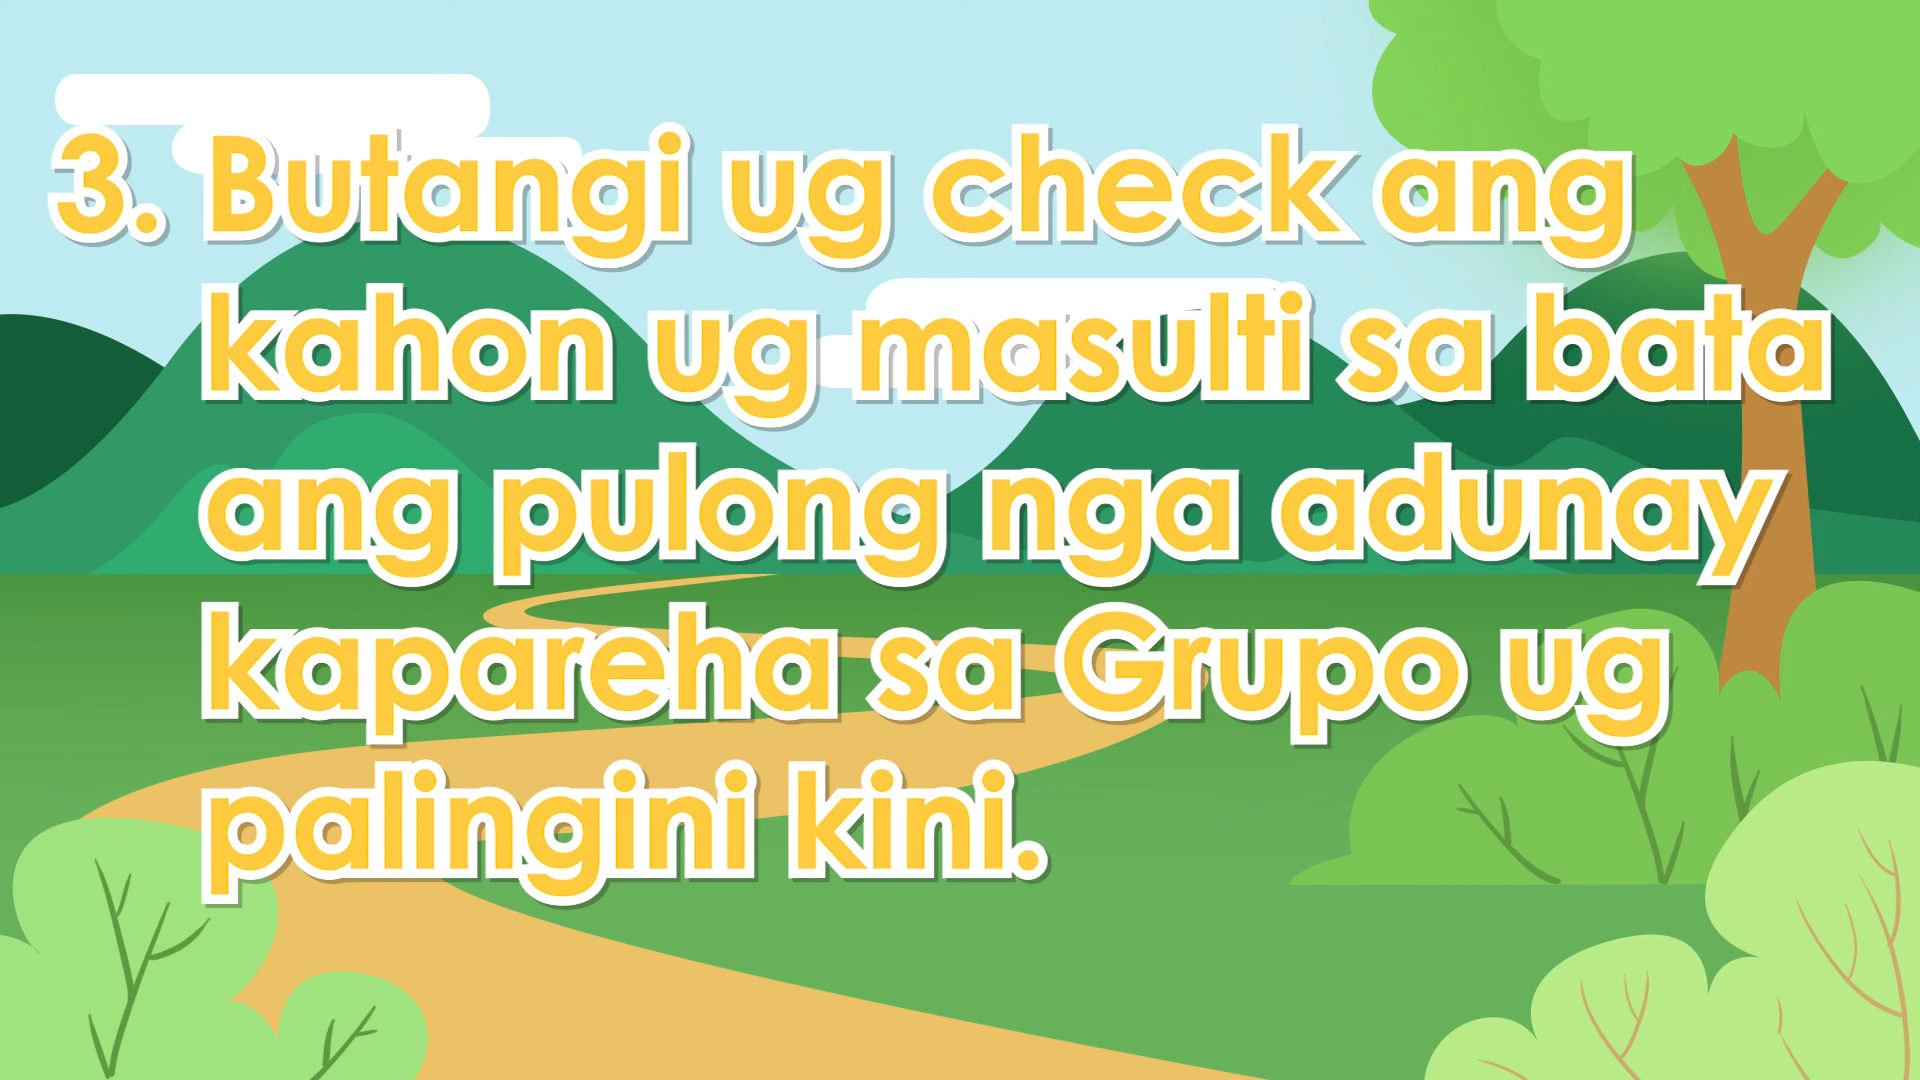 3. Butangi ug check ang
kahon ug masulti sa bata
ang pulong nga adunay
kapareha sa Grupo ug
palingini kini.